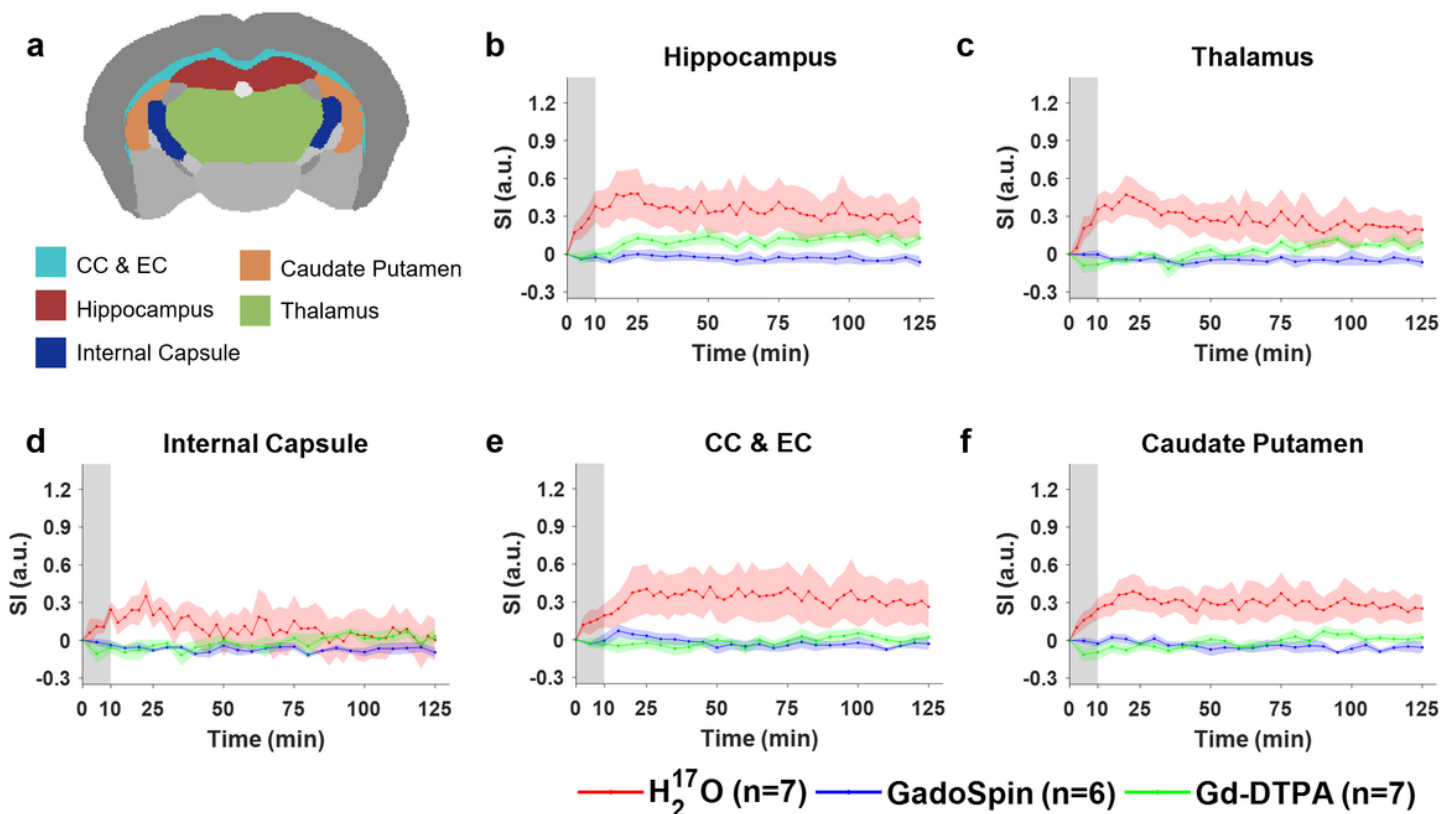 a
CC & EC
Caudate Putamen
Hippocampus
Thalamus
Internal Capsule
b
Hippocampus
SI (a.u.)
1.2
0.9
0.6
0.3
0
-0.3
0 10 25 50 75 100 125
Time (min)
c
Thalamus
SI (a.u.)
1.2
0.9
0.6
0.3
0
-0.3
0 10 25 50 75 100 125
Time (min)
d
Internal Capsule
SI (a.u.)
1.2
0.9
0.6
0.3
0
-0.3
0 10 25 50 75 100 125
Time (min)
e
CC & EC
SI (a.u.)
1.2
0.9
0.6
0.3
0
-0.3
0 10 25 50 75 100 125
Time (min)
f
Caudate Putamen
SI (a.u.)
1.2
0.9
0.6
0.3
0
-0.3
0 10 25 50 75 100 125
Time (min)
H₂¹⁷O (n=7) GadoSpin (n=6) Gd-DTPA (n=7)